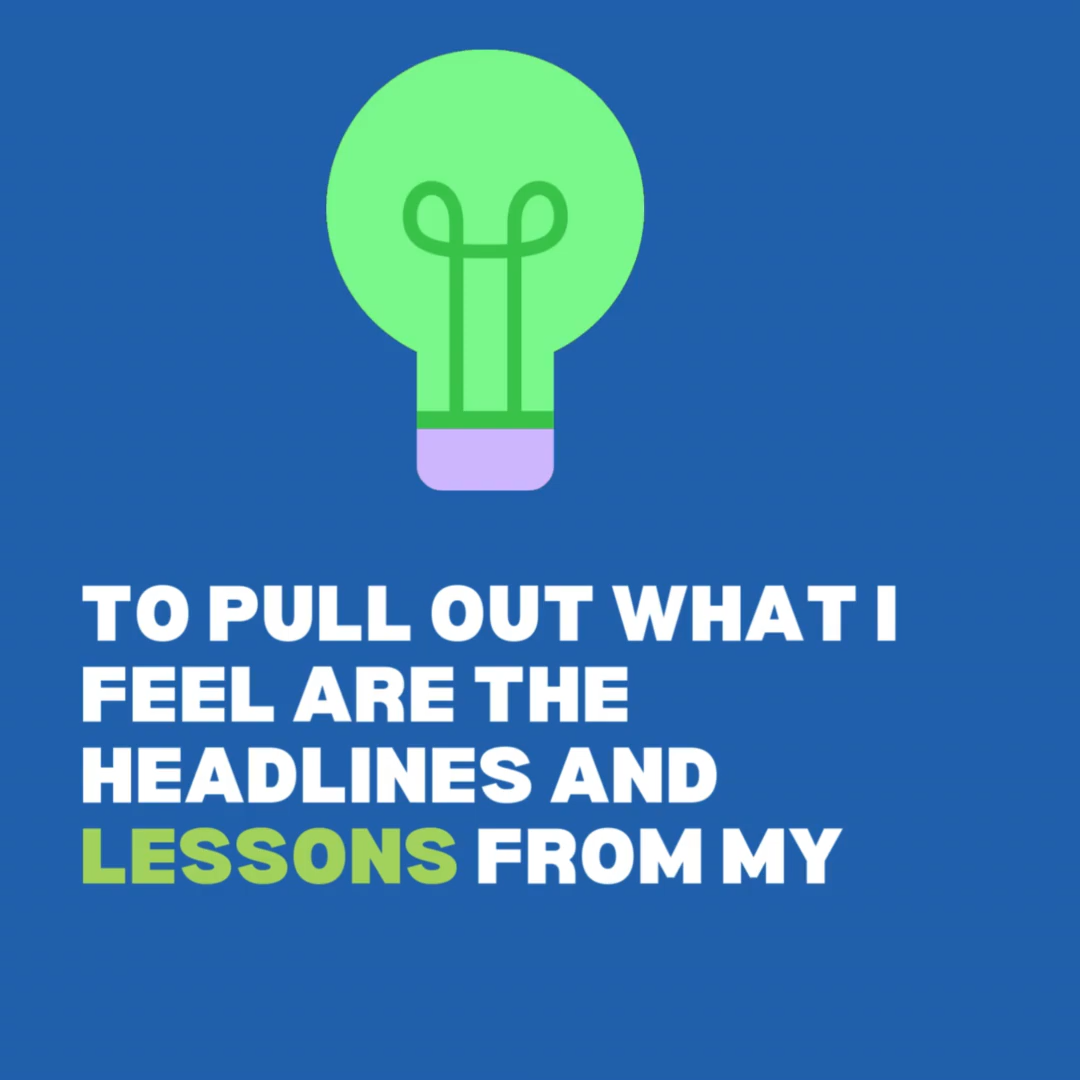 TO PULL OUT WHAT I
FEEL ARE THE
HEADLINES AND
LESSONS FROM MY